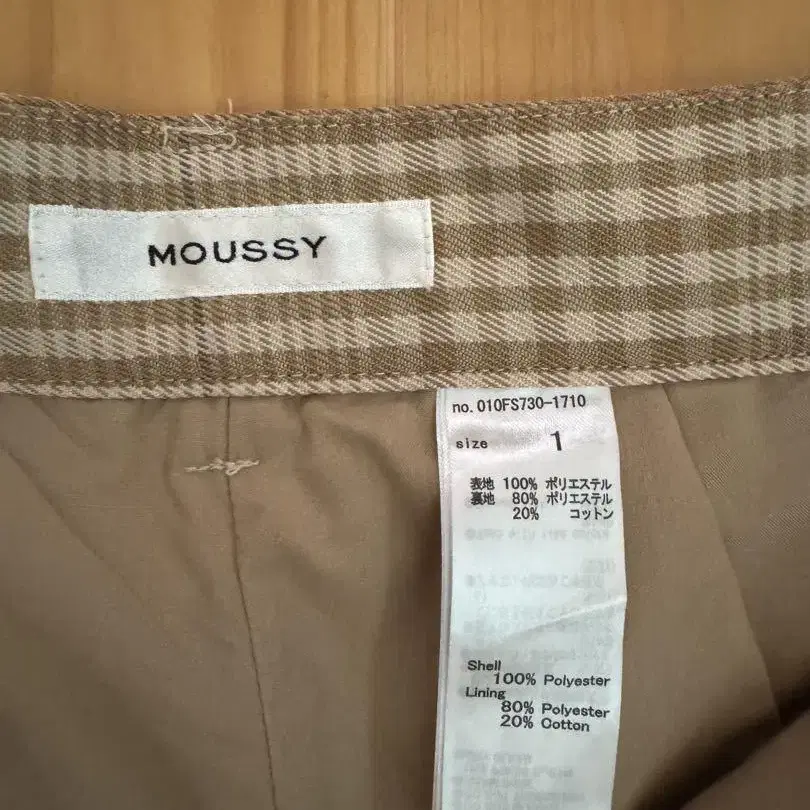 MOUSSY
no. 010FS730-1710
size 1
表地 100% ポリエステル
裏地 80% ポリエステル
20% コットン
Shell
100% Polyester
Lining
80% Polyester
20% Cotton